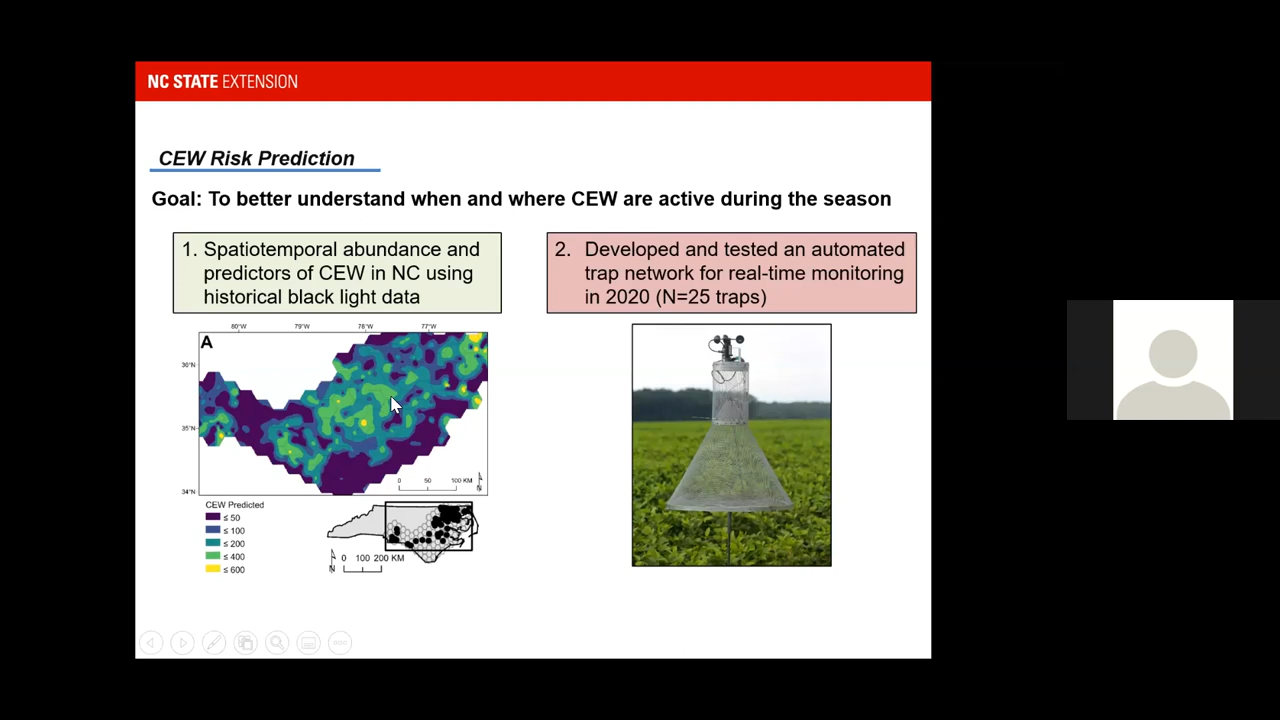 NC STATE EXTENSION
CEW Risk Prediction
Goal: To better understand when and where CEW are active during the season
1. Spatiotemporal abundance and
predictors of CEW in NC using
historical black light data
2. Developed and tested an automated
trap network for real-time monitoring
in 2020 (N=25 traps)
80°W 79°W 78°W 77°W
A
36°N
35°N
34°N
0 50 100 KM
N
CEW Predicted
≤ 50
≤ 100
≤ 200
≤ 400
≤ 600
0 100 200 KM
N